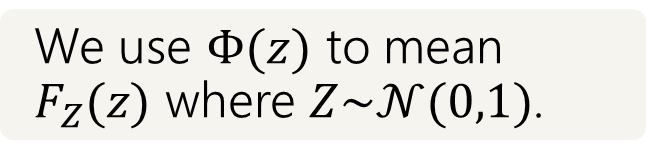 We use Φ(z) to mean
F_Z(z) where Z~𝒩(0,1).